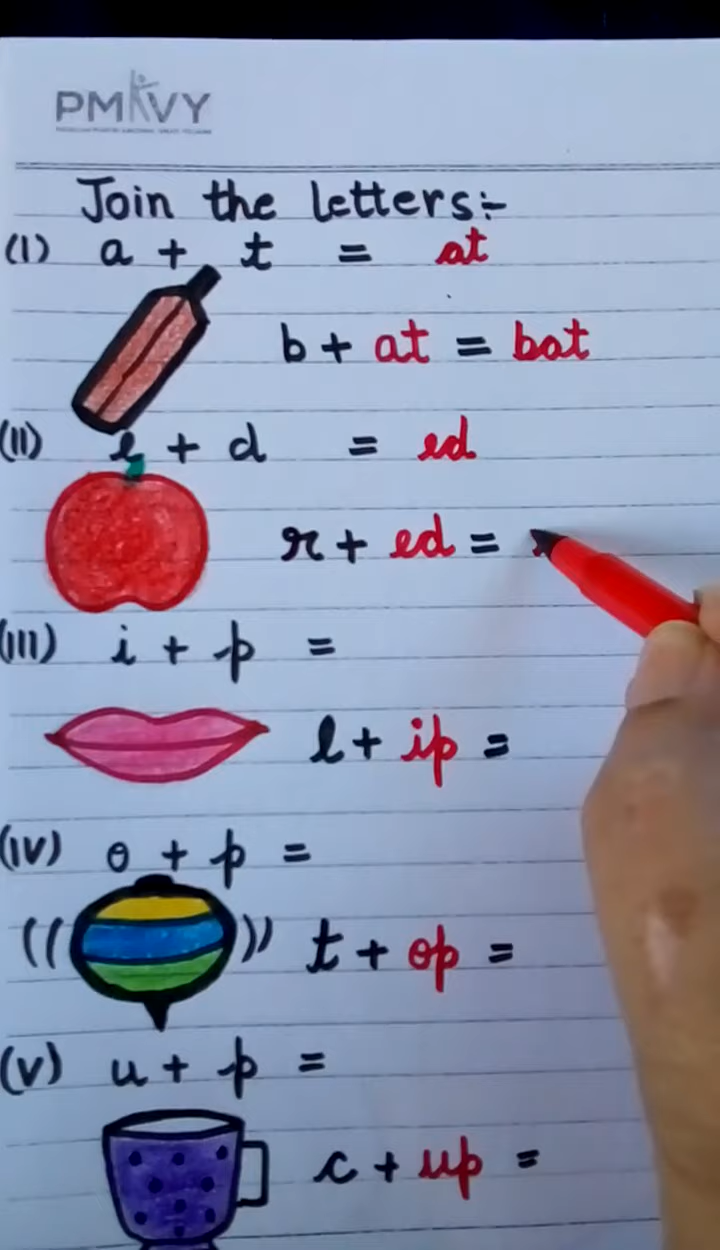 PMKVY
Join the letters:-
(I) a + t = at
b + at = bat
(II) e + d = ed
r + ed =
(III) i + p =
l + ip =
(IV) o + p =
t + op =
(V) u + p =
c + up =